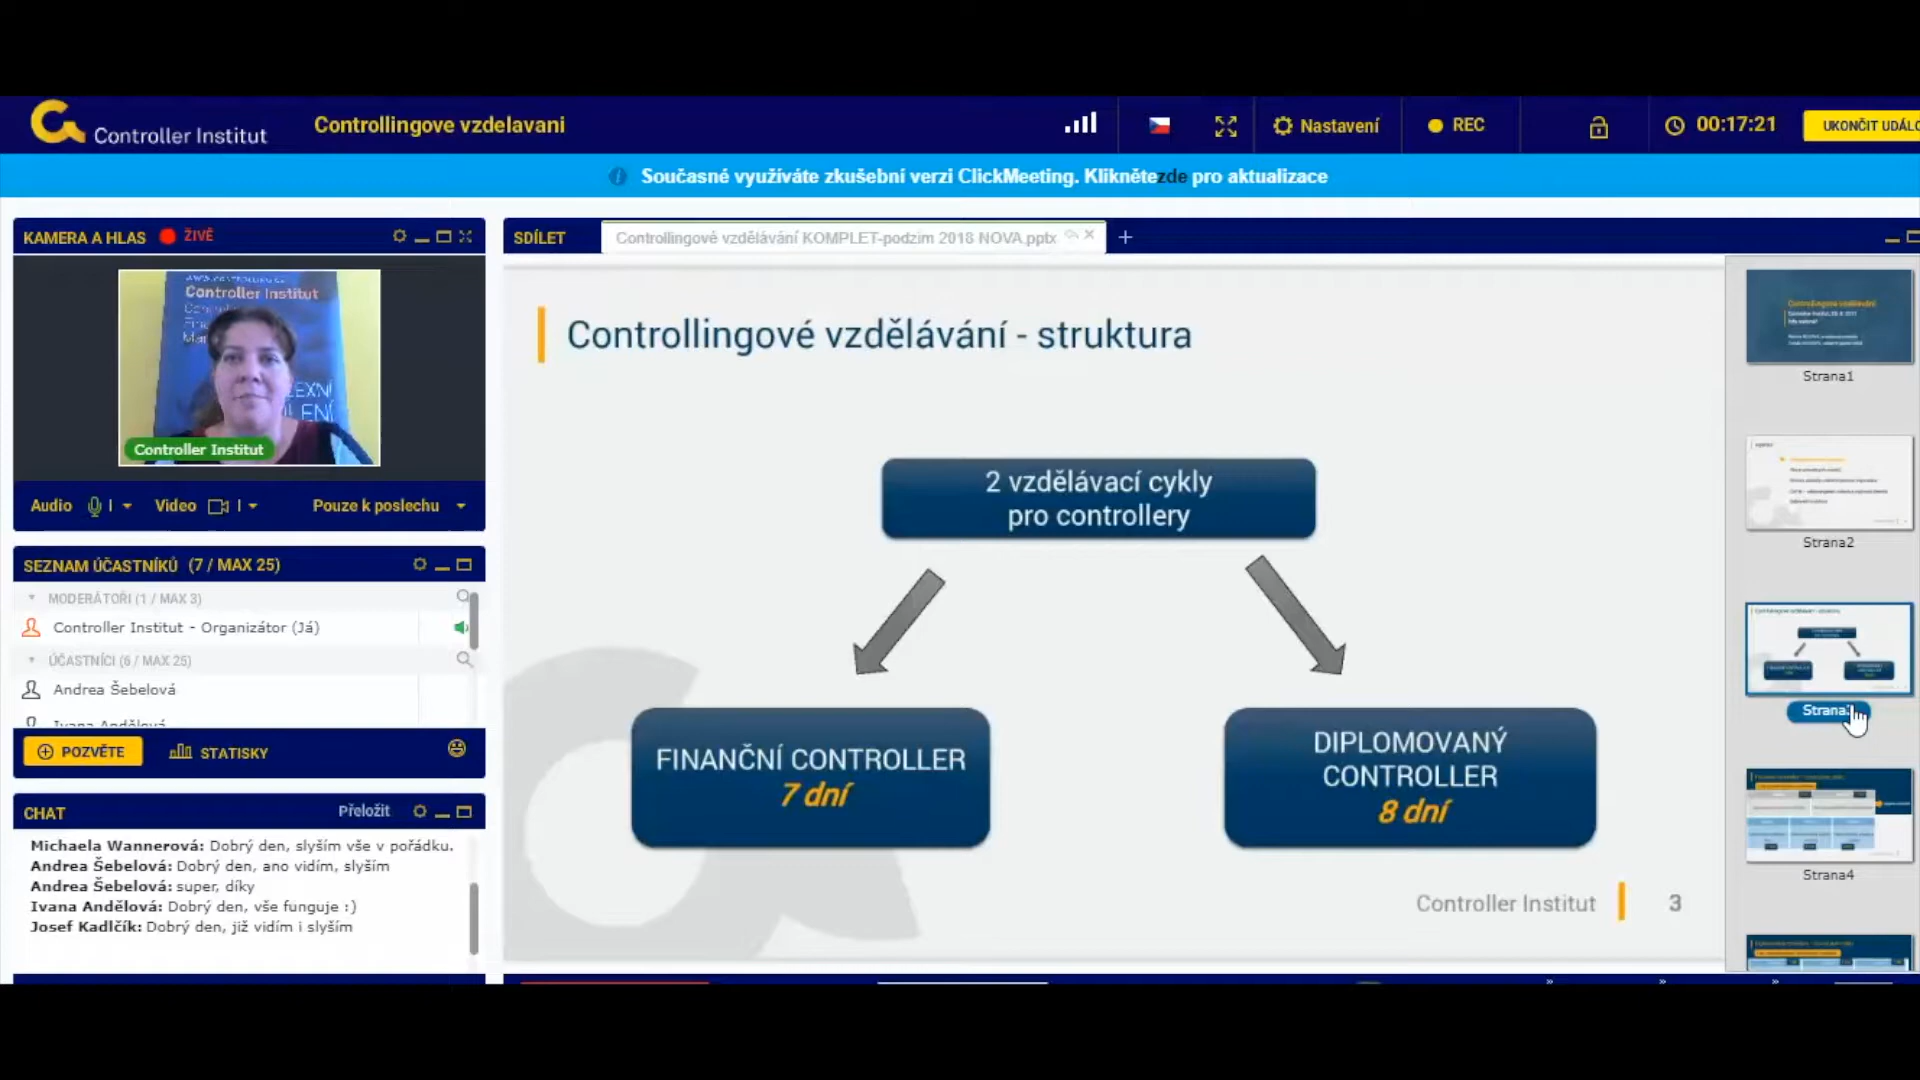 Controller Institut
Controllingove vzdelavani
Nastavení
REC
00:17:21
UKONČIT UDÁLO
Současné využíváte zkušební verzi ClickMeeting. Klikněte zde pro aktualizace
KAMERA A HLAS
ŽIVĚ
Controller Institut
Controller Institut
Audio
Video
Pouze k poslechu
SEZNAM ÚČASTNÍKŮ (7 / MAX 25)
MODERÁTOŘI (1 / MAX 3)
Controller Institut - Organizátor (Já)
ÚČASTNÍCI (6 / MAX 25)
Andrea Šebelová
Ivana Andělová
POZVĚTE
STATISKY
CHAT
Přeložit
Michaela Wannerová: Dobrý den, slyším vše v pořádku.
Andrea Šebelová: Dobrý den, ano vidím, slyším
Andrea Šebelová: super, díky
Ivana Andělová: Dobrý den, vše funguje :)
Josef Kadlčík: Dobrý den, již vidím i slyším
SDÍLET
Controllingové vzdělávání KOMPLET-podzim 2018 NOVA.pptx
Controllingové vzdělávání - struktura
2 vzdělávací cykly
pro controllery
FINANČNÍ CONTROLLER
7 dní
DIPLOMOVANÝ
CONTROLLER
8 dní
Controller Institut
3
Strana1
Strana2
Strana
Strana4